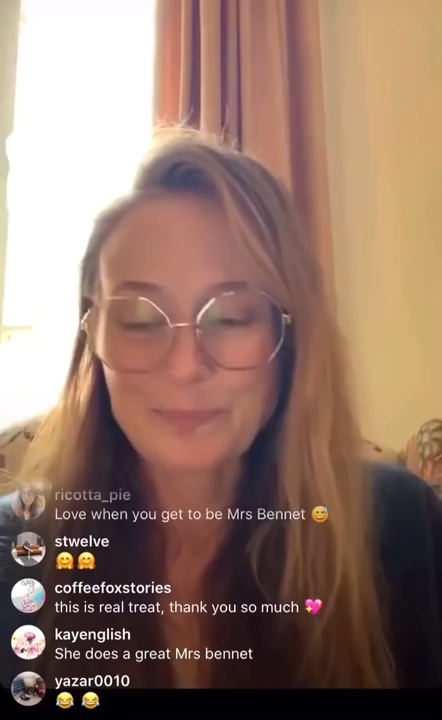 ricotta_pie
Love when you get to be Mrs Bennet 😅
stwelve
🤗🤗
coffeefoxstories
this is real treat, thank you so much 💖
kayenglish
She does a great Mrs bennet
yazar0010
😂 😂